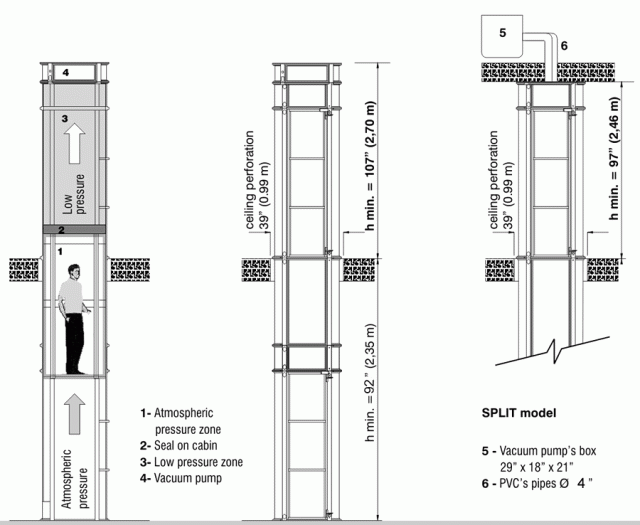 4
3
Low
pressure
2
1
Atmospheric
pressure
1- Atmospheric
pressure zone
2- Seal on cabin
3- Low pressure zone
4- Vacuum pump
ceiling perforation
39" (0.99 m)
h min. = 107" (2,70 m)
h min. = 92" (2,35 m)
5
6
ceiling perforation
39" (0.99 m)
h min. = 97" (2,46 m)
SPLIT model
5 - Vacuum pump's box
29" x 18" x 21"
6 - PVC's pipes Ø 4 "